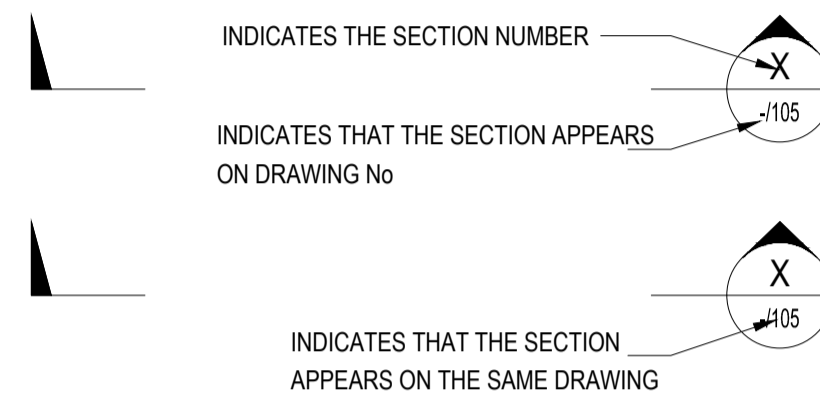 INDICATES THE SECTION NUMBER
X
-/105
INDICATES THAT THE SECTION APPEARS
ON DRAWING No
X
-/105
INDICATES THAT THE SECTION
APPEARS ON THE SAME DRAWING